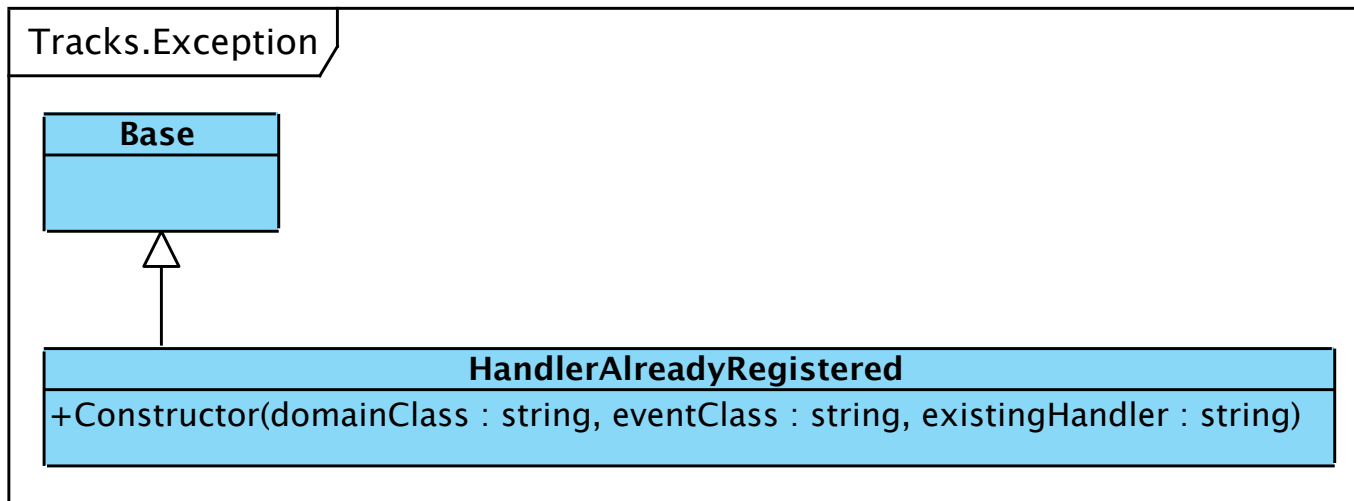 Tracks.Exception
Base
HandlerAlreadyRegistered
+Constructor(domainClass : string, eventClass : string, existingHandler : string)